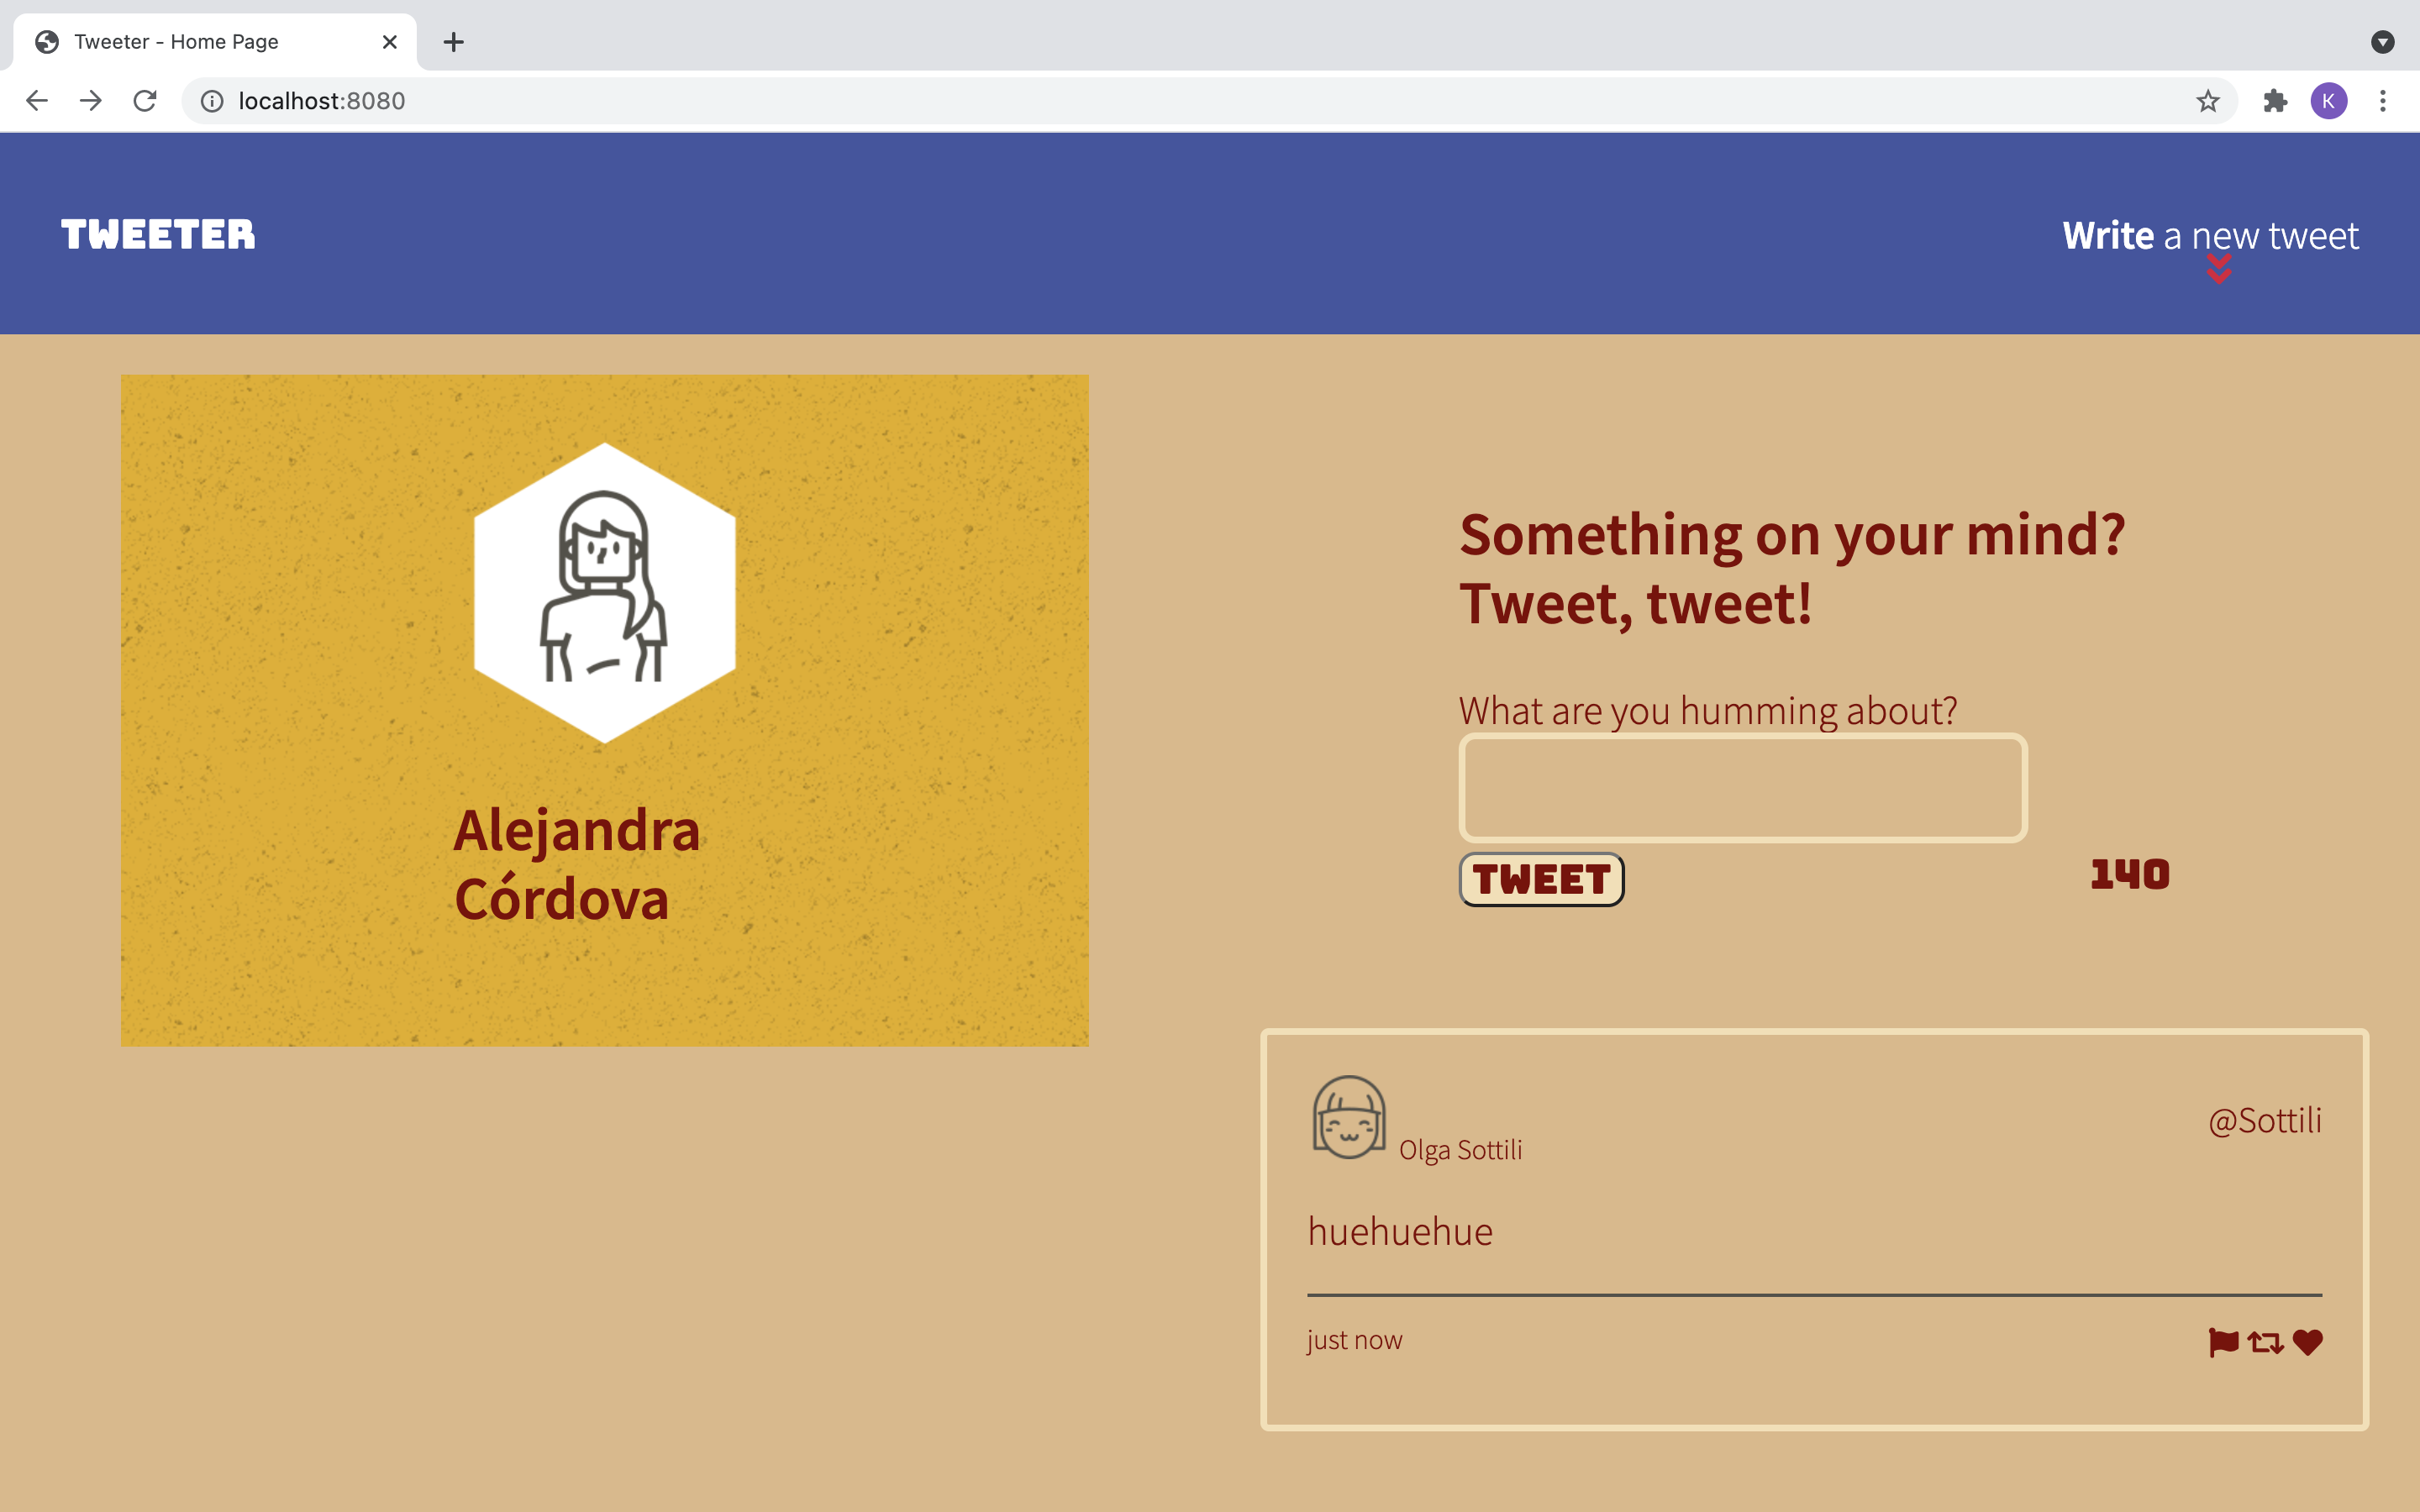 Tweeter - Home Page
localhost:8080
K
TWEETER
Write a new tweet
Alejandra
Córdova
Something on your mind?
Tweet, tweet!
What are you humming about?
TWEET
140
Olga Sottili
@Sottili
huehuehue
just now